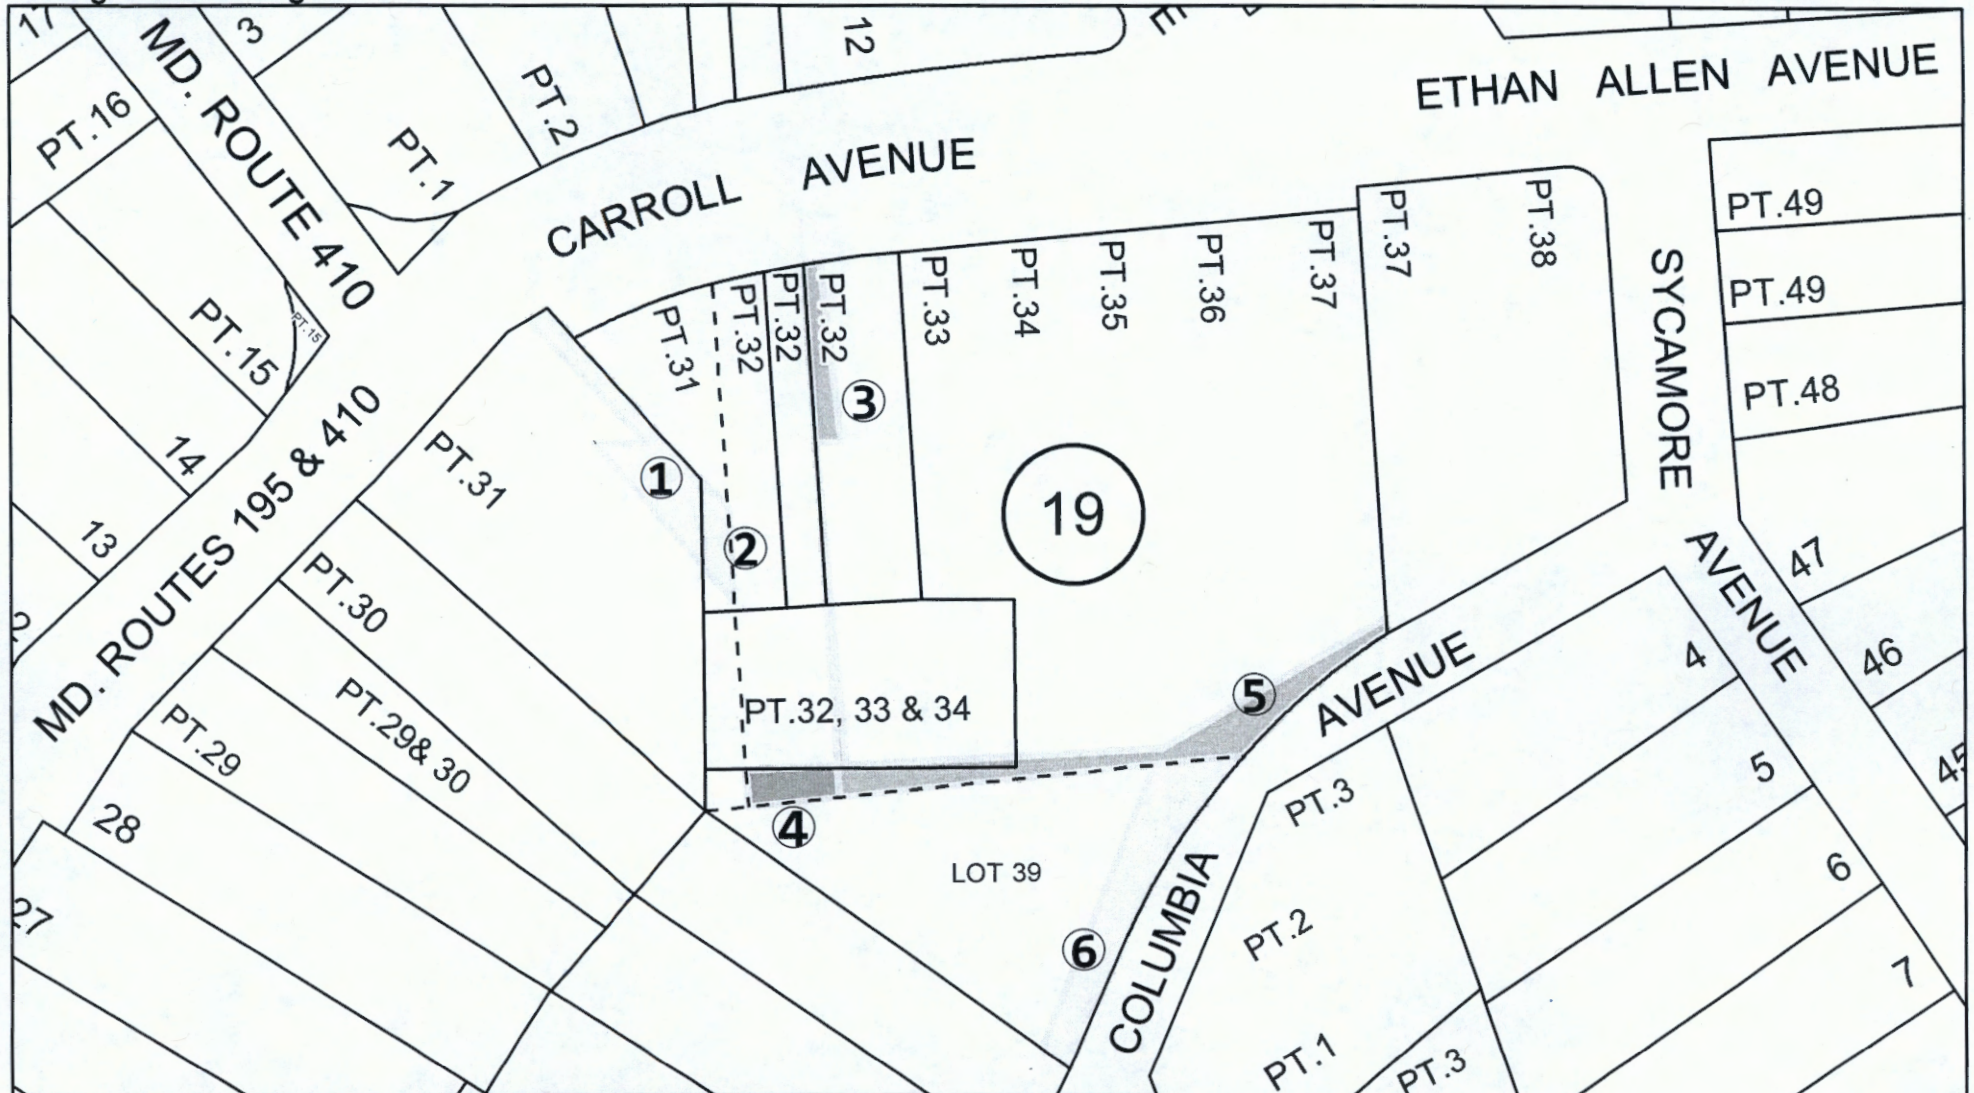 17
MD. ROUTE 410
3
12
PT.16
PT.1
PT.2
ETHAN ALLEN AVENUE
CARROLL AVENUE
PT.15
PT.15
PT.31
PT.32
PT.32
PT.32
PT.33
PT.34
PT.35
PT.36
PT.37
PT.37
PT.38
PT.49
PT.49
PT.48
SYCAMORE AVENUE
14
13
MD. ROUTES 195 & 410
PT.31
1
2
3
19
47
46
45
PT.30
PT.29& 30
PT.29
28
27
PT.32, 33 & 34
4
5
LOT 39
6
COLUMBIA AVENUE
4
5
6
7
PT.3
PT.2
PT.1
PT.3